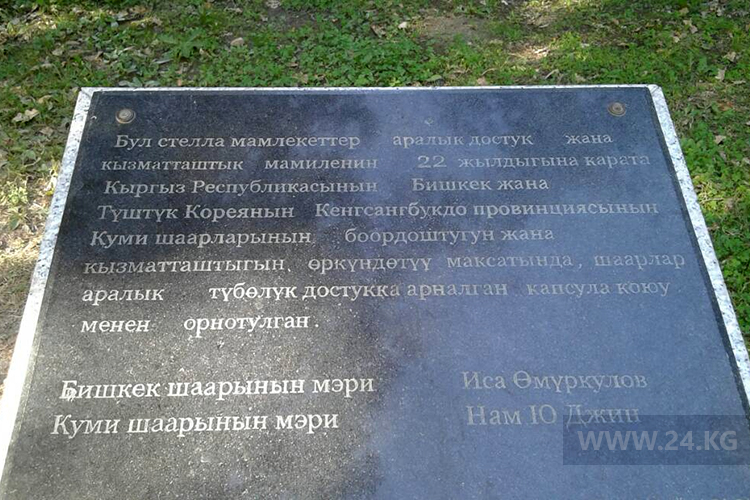 Бул стелла мамлекеттер аралык достук жана
кызматташтык мамиленин 22 жылдыгына карата
Кыргыз Республикасынын Бишкек жана
Түштүк Кореянын Кенгсангбукдо провинциясынын
Куми шаарларынын боордоштугун жана
кызматташтыгын, өркүндөтүү максатында, шаарлар
аралык түбөлүк достукка арналган капсула коюу
менен орнотулган.
Бишкек шаарынын мэри Иса Өмүркулов
Куми шаарынын мэри Нам Ю Джин
WWW.24.KG